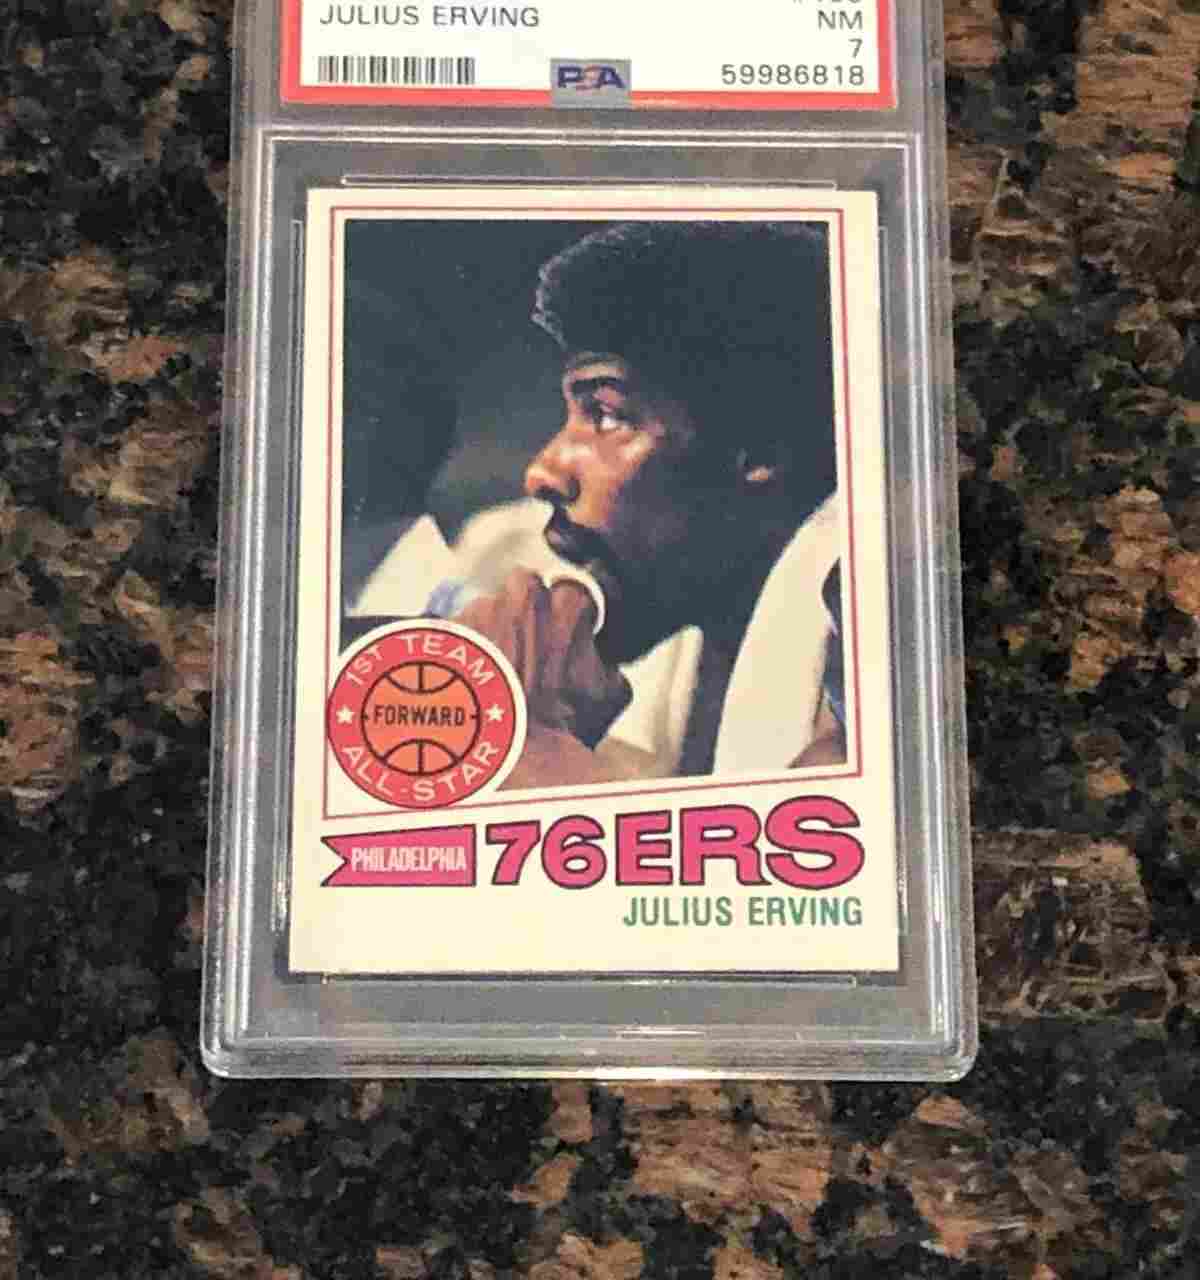 JULIUS ERVING
NM
7
PSA
59986818
1ST TEAM
FORWARD
ALL-STAR
PHILADELPHIA
76ERS
JULIUS ERVING